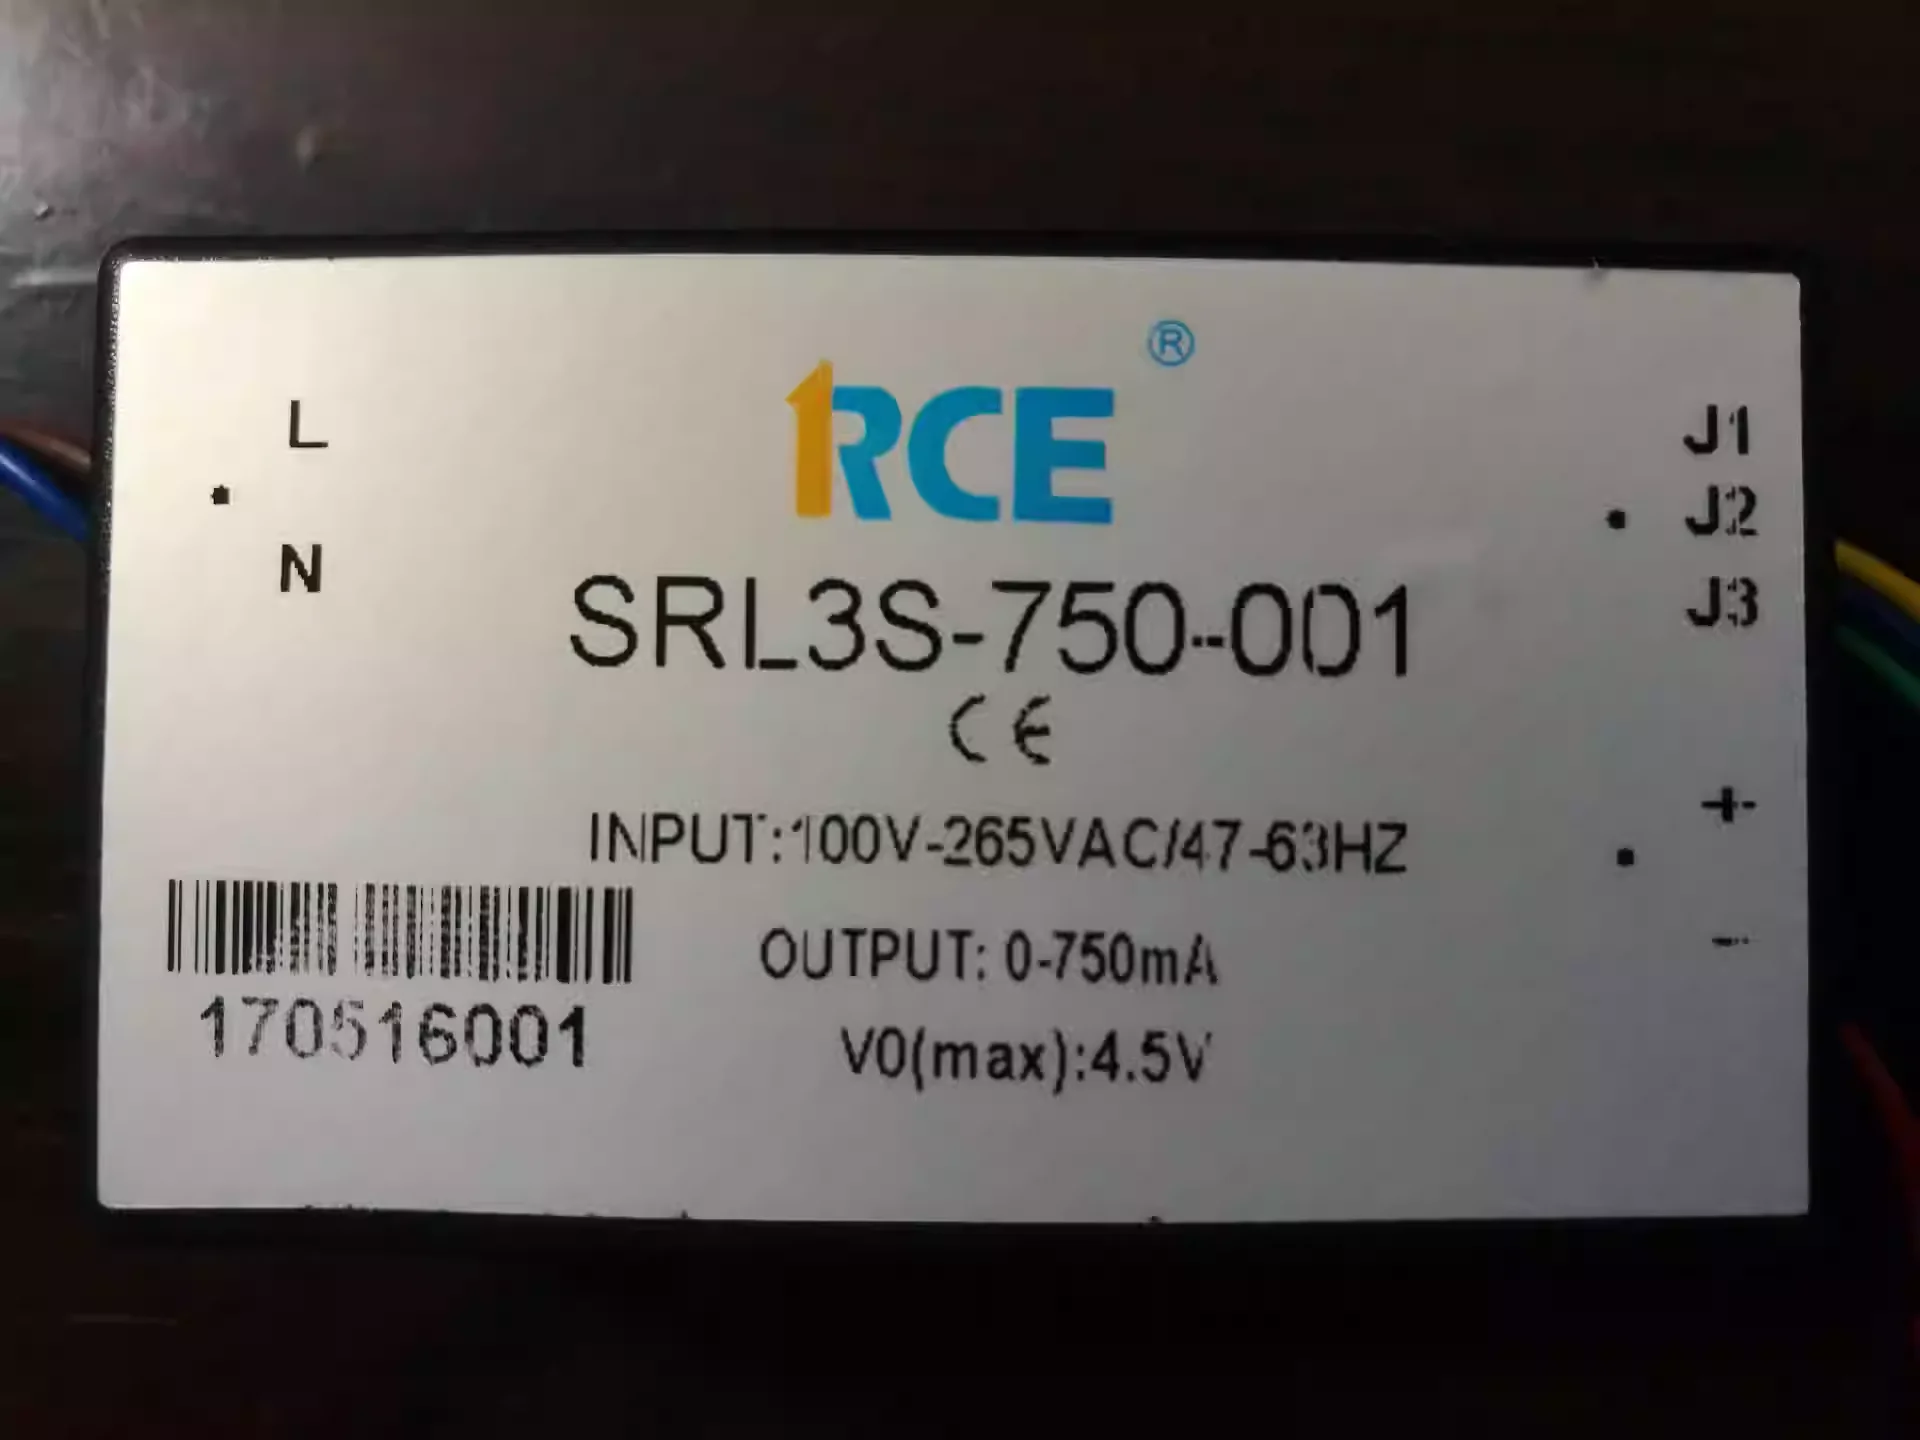 ®
RCE
L
N
J1
J2
J3
SRL3S-750-001
CE
INPUT:100V-265VAC/47-63HZ
+
OUTPUT: 0-750mA
-
170516001
V0(max):4.5V